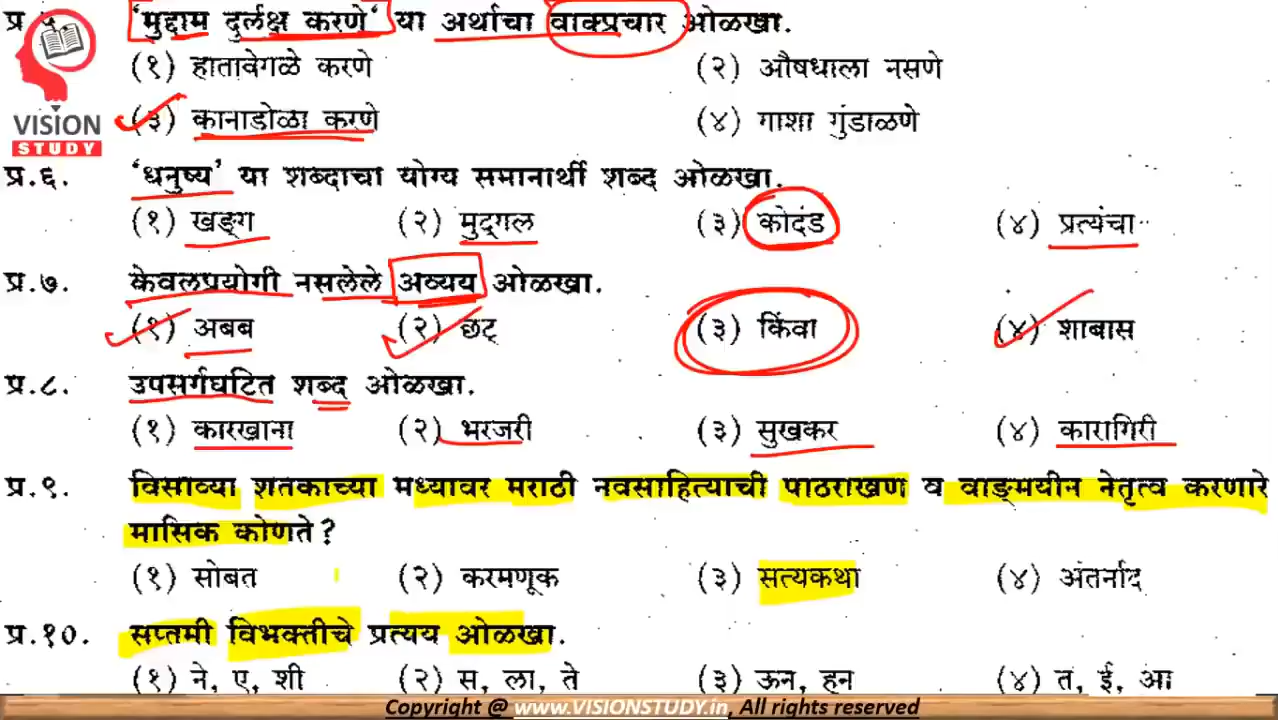 प्र.५. 'मुद्दाम दुर्लक्ष करणे' या अर्थाचा वाक्प्रचार ओळखा.
(१) हातावेगळे करणे (२) औषधाला नसणे
(३) कानाडोळा करणे (४) गाशा गुंडाळणे
VISION
STUDY
प्र.६. 'धनुष्य' या शब्दाचा योग्य समानार्थी शब्द ओळखा.
(१) खड्ग (२) मुद्गल (३) कोदंड (४) प्रत्यंचा
प्र.७. केवलप्रयोगी नसलेले अव्यय ओळखा.
(१) अबब (२) छट् (३) किंवा (४) शाबास
प्र.८. उपसर्गघटित शब्द ओळखा.
(१) कारखाना (२) भरजरी (३) सुखकर (४) कारागिरी
प्र.९. विसाव्या शतकाच्या मध्यावर मराठी नवसाहित्याची पाठराखण व वाङ्मयीन नेतृत्व करणारे
मासिक कोणते?
(१) सोबत (२) करमणूक (३) सत्यकथा (४) अंतर्नाद
प्र.१०. सप्तमी विभक्तीचे प्रत्यय ओळखा.
(१) ने, ए, शी (२) स, ला, ते (३) ऊन, हून (४) त, ई, आ
Copyright @ www.VISIONSTUDY.in, All rights reserved